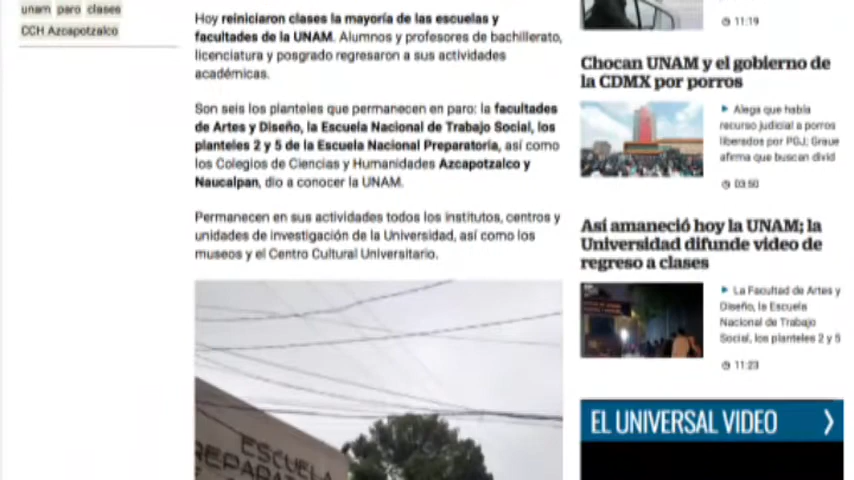 unam paro clases
CCH Azcapotzalco
Hoy reiniciaron clases la mayoría de las escuelas y
facultades de la UNAM. Alumnos y profesores de bachillerato,
licenciatura y posgrado regresaron a sus actividades
académicas.
Son seis los planteles que permanecen en paro: la facultades
de Artes y Diseño, la Escuela Nacional de Trabajo Social, los
planteles 2 y 5 de la Escuela Nacional Preparatoria, así como
los Colegios de Ciencias y Humanidades Azcapotzalco y
Naucalpan, dio a conocer la UNAM.
Permanecen en sus actividades todos los institutos, centros y
unidades de investigación de la Universidad, así como los
museos y el Centro Cultural Universitario.
ESCUELA
PREPARATORIA
11:19
Chocan UNAM y el gobierno de
la CDMX por porros
Alega que había
recurso judicial a porros
liberados por PGJ; Graue
afirma que buscan divid
03:50
Así amaneció hoy la UNAM; la
Universidad difunde video de
regreso a clases
La Facultad de Artes y
Diseño, la Escuela
Nacional de Trabajo
Social, los planteles 2 y 5
11:23
EL UNIVERSAL VIDEO